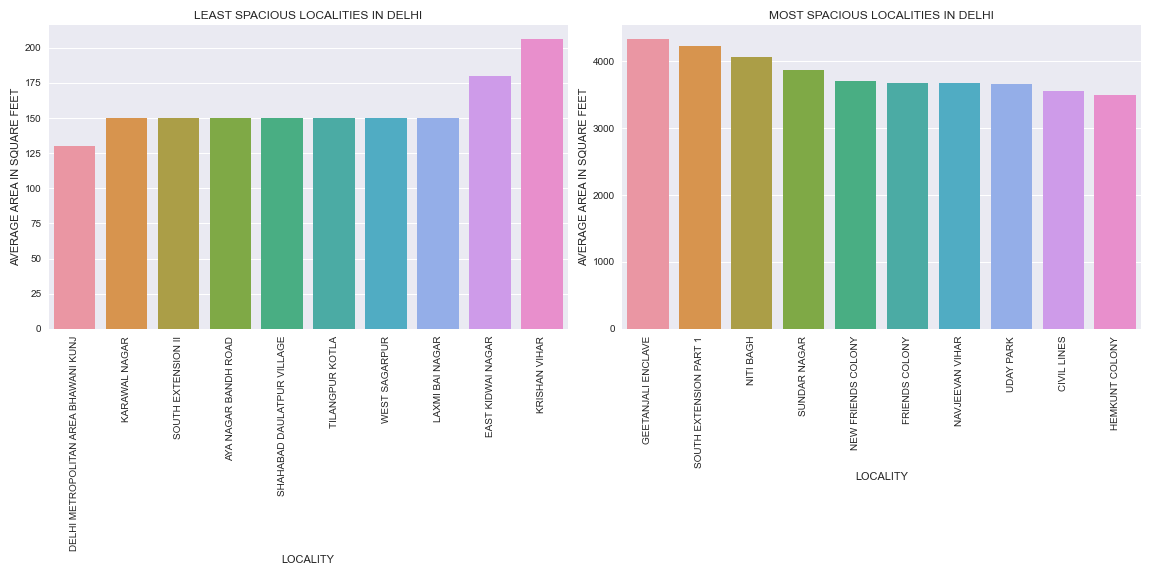 LEAST SPACIOUS LOCALITIES IN DELHI
AVERAGE AREA IN SQUARE FEET
200
175
150
125
100
75
50
25
0
DELHI METROPOLITAN AREA BHAWANI KUNJ
KARAWAL NAGAR
SOUTH EXTENSION II
AYA NAGAR BANDH ROAD
SHAHABAD DAULATPUR VILLAGE
TILANGPUR KOTLA
WEST SAGARPUR
LAXMI BAI NAGAR
EAST KIDWAI NAGAR
KRISHAN VIHAR
LOCALITY
MOST SPACIOUS LOCALITIES IN DELHI
AVERAGE AREA IN SQUARE FEET
4000
3000
2000
1000
0
GEETANJALI ENCLAVE
SOUTH EXTENSION PART 1
NITI BAGH
SUNDAR NAGAR
NEW FRIENDS COLONY
FRIENDS COLONY
NAVJEEVAN VIHAR
UDAY PARK
CIVIL LINES
HEMKUNT COLONY
LOCALITY